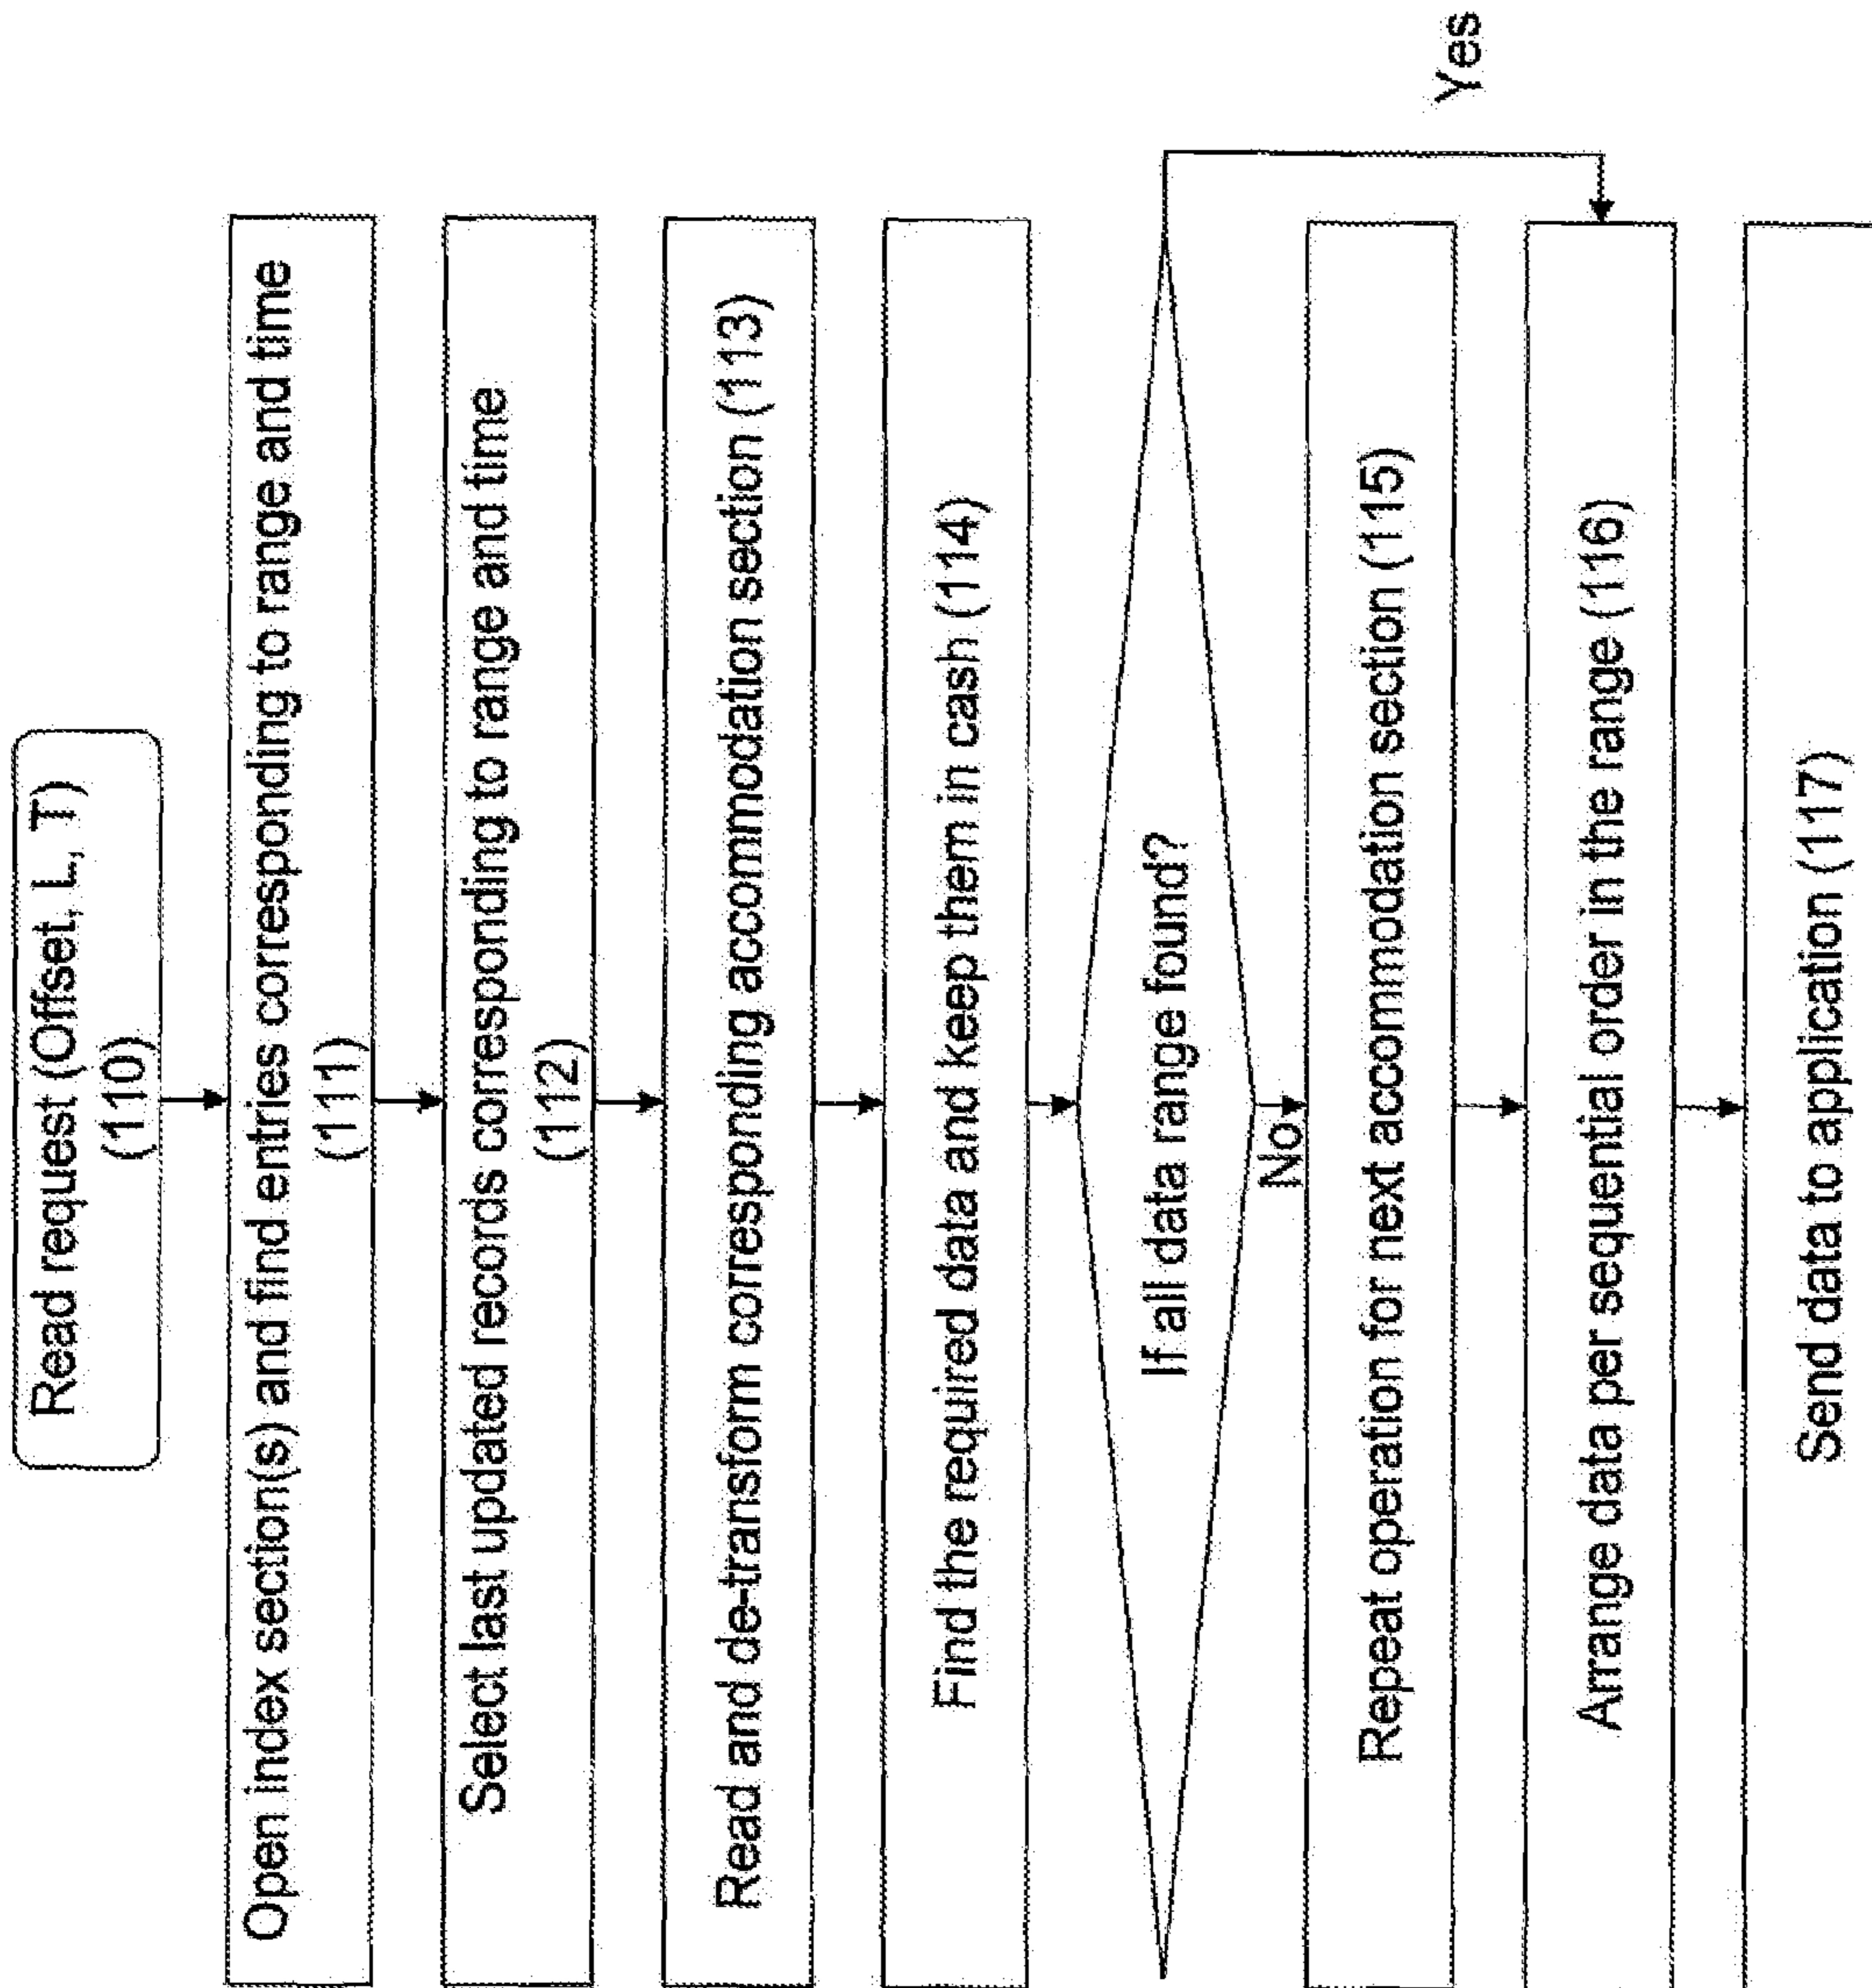 Read request (Offset, L, T)
(110)
Open index section(s) and find entries corresponding to range and time
(111)
Select last updated records corresponding to range and time
(112)
Read and de-transform corresponding accommodation section (113)
Find the required data and keep them in cash (114)
If all data range found?
No
Yes
Repeat operation for next accommodation section (115)
Arrange data per sequential order in the range (116)
Send data to application (117)